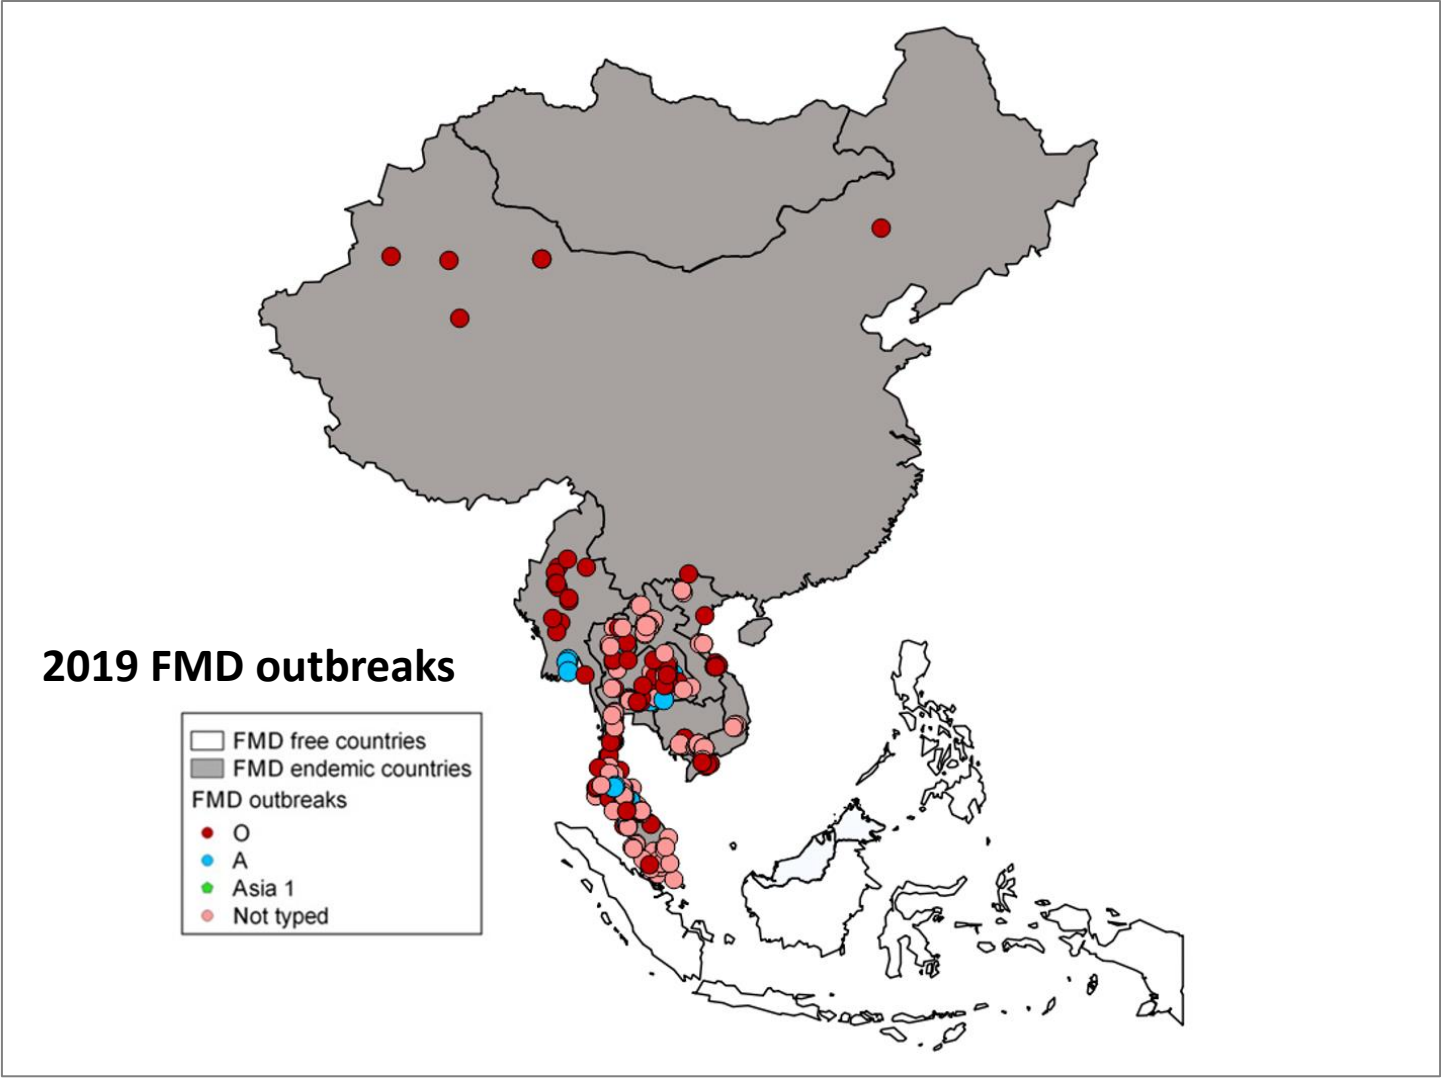 2019 FMD outbreaks
FMD free countries
FMD endemic countries
FMD outbreaks
O
A
Asia 1
Not typed